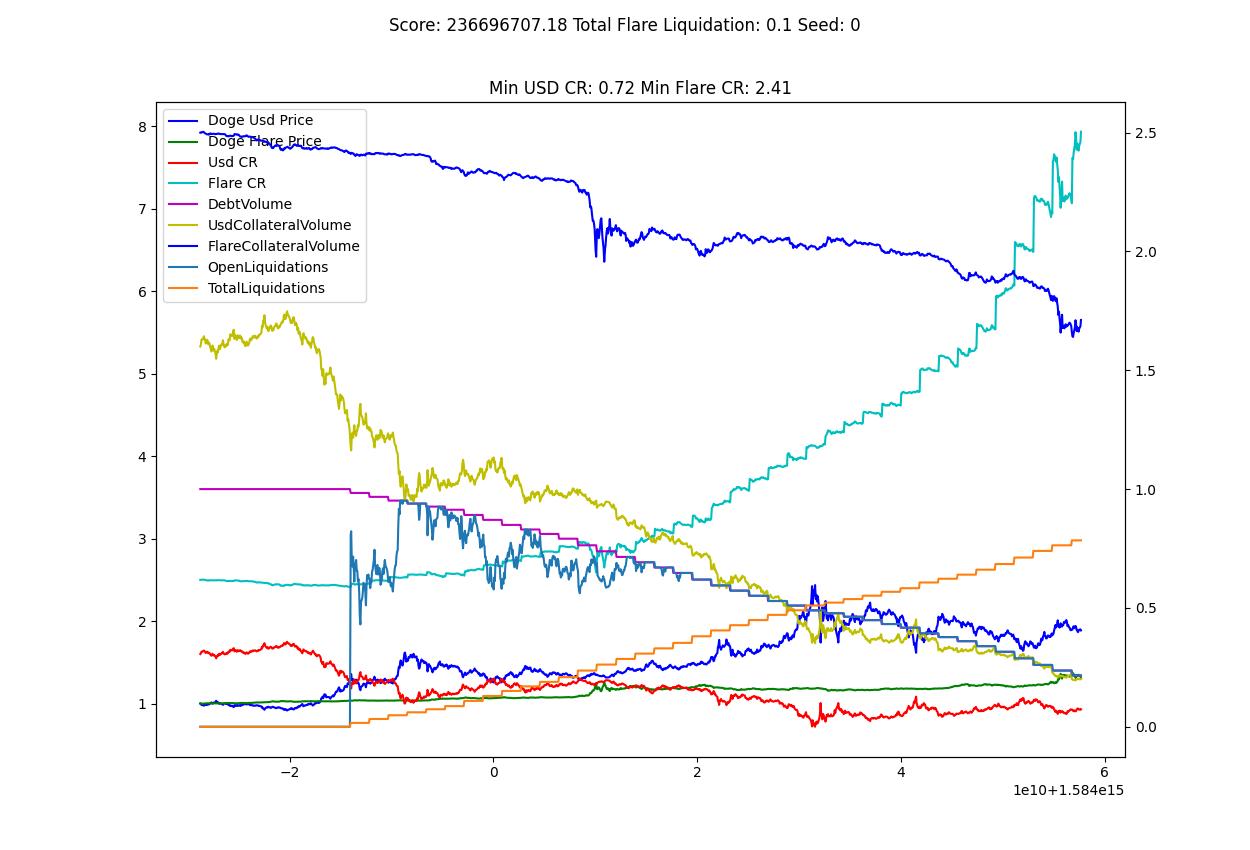 Score: 236696707.18 Total Flare Liquidation: 0.1 Seed: 0
Min USD CR: 0.72 Min Flare CR: 2.41
Doge Usd Price
Doge Flare Price
Usd CR
Flare CR
DebtVolume
UsdCollateralVolume
FlareCollateralVolume
OpenLiquidations
TotalLiquidations
8
7
6
5
4
3
2
1
2.5
2.0
1.5
1.0
0.5
0.0
−2 0 2 4 6
1e10+1.584e15